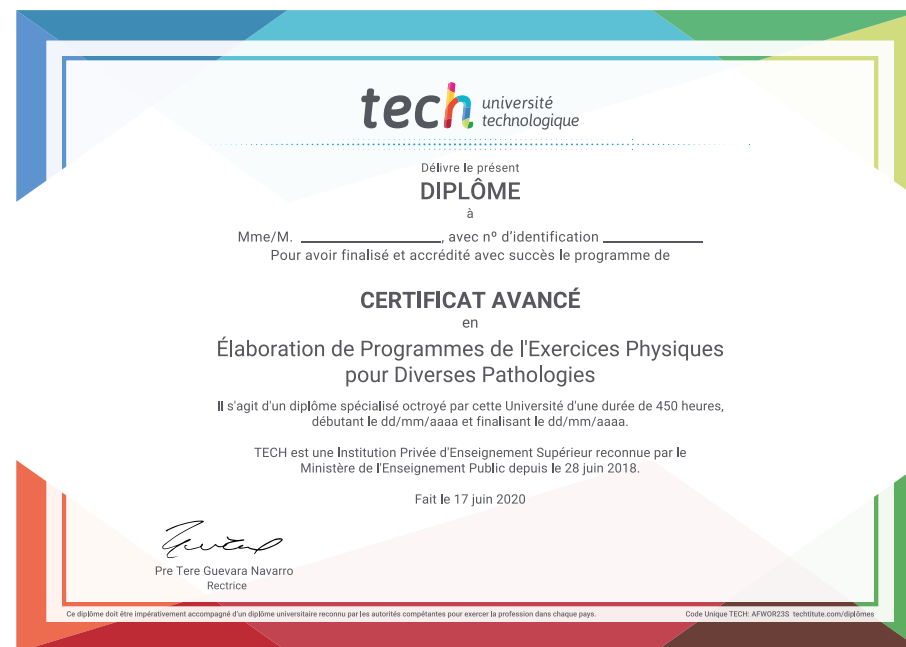 tech université
technologique
Délivre le présent
DIPLÔME
à
Mme/M. ____________________, avec nº d'identification ______________
Pour avoir finalisé et accrédité avec succès le programme de
CERTIFICAT AVANCÉ
en
Élaboration de Programmes de l'Exercices Physiques
pour Diverses Pathologies
Il s'agit d'un diplôme spécialisé octroyé par cette Université d'une durée de 450 heures,
débutant le dd/mm/aaaa et finalisant le dd/mm/aaaa.
TECH est une Institution Privée d'Enseignement Supérieur reconnue par le
Ministère de l'Enseignement Public depuis le 28 juin 2018.
Fait le 17 juin 2020
Pre Tere Guevara Navarro
Rectrice
Ce diplôme doit être impérativement accompagné d'un diplôme universitaire reconnu par les autorités compétantes pour exercer la profession dans chaque pays.
Code Unique TECH: AFWOR23S techtitute.com/diplômes